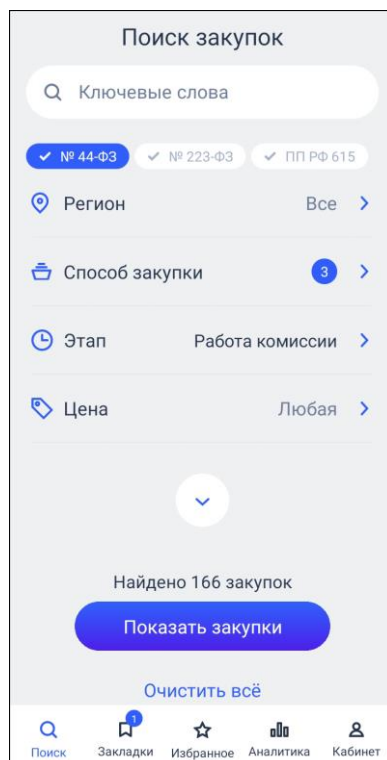 Поиск закупок
Ключевые слова
№ 44-ФЗ № 223-ФЗ ПП РФ 615
Регион Все
Способ закупки 3
Этап Работа комиссии
Цена Любая
Найдено 166 закупок
Показать закупки
Очистить всё
1
Поиск Закладки Избранное Аналитика Кабинет